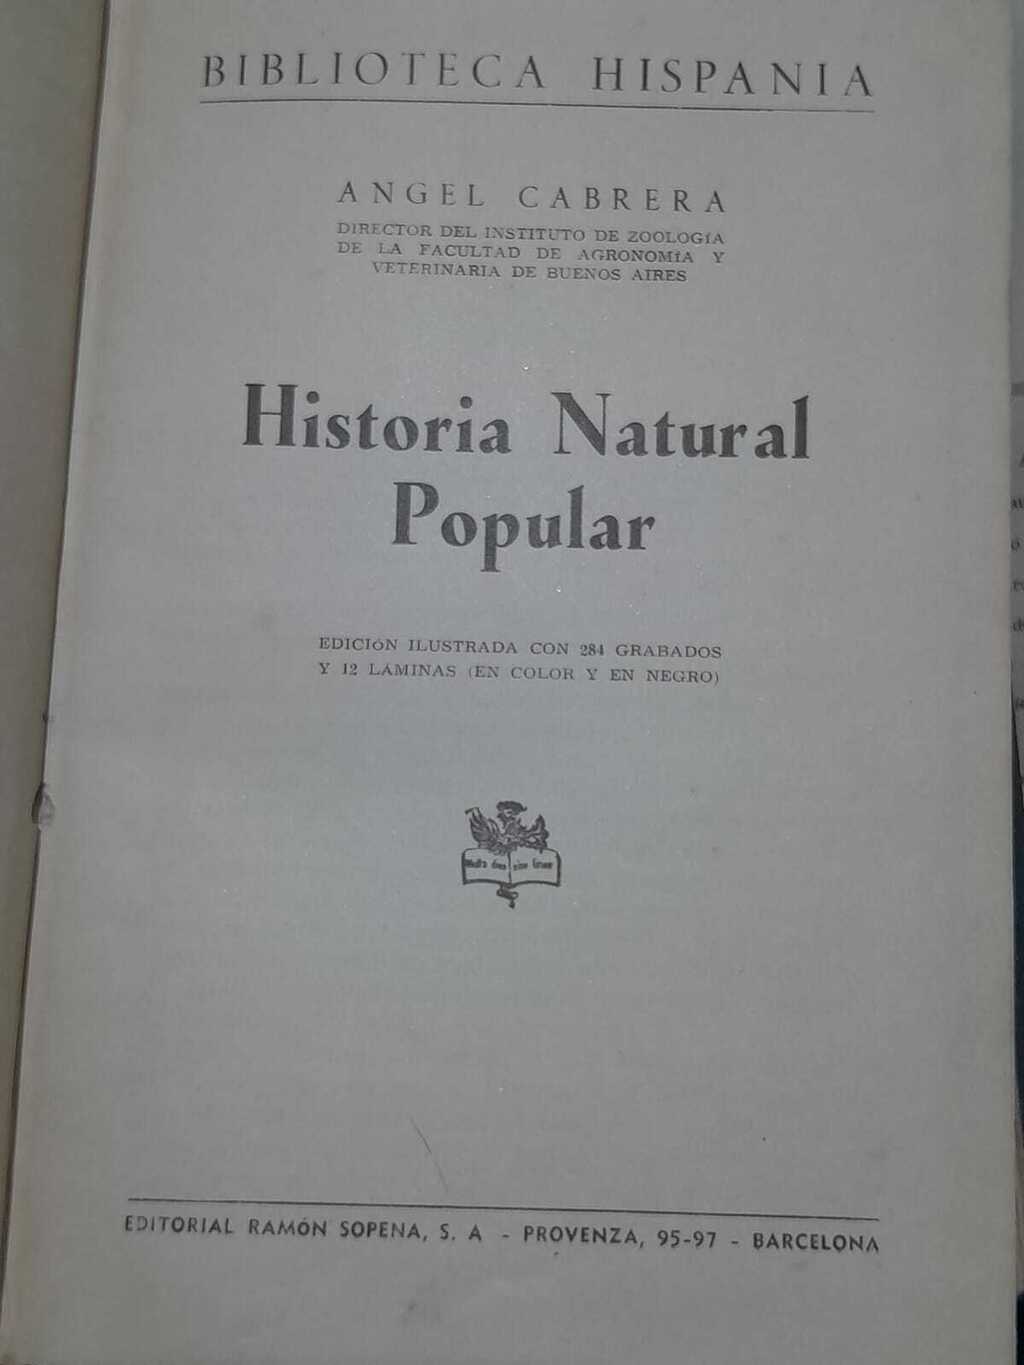 BIBLIOTECA HISPANIA
ANGEL CABRERA
DIRECTOR DEL INSTITUTO DE ZOOLOGÍA
DE LA FACULTAD DE AGRONOMÍA Y
VETERINARIA DE BUENOS AIRES
Historia Natural
Popular
EDICIÓN ILUSTRADA CON 284 GRABADOS
Y 12 LÁMINAS (EN COLOR Y EN NEGRO)
EDITORIAL RAMÓN SOPENA, S. A - PROVENZA, 95-97 - BARCELONA